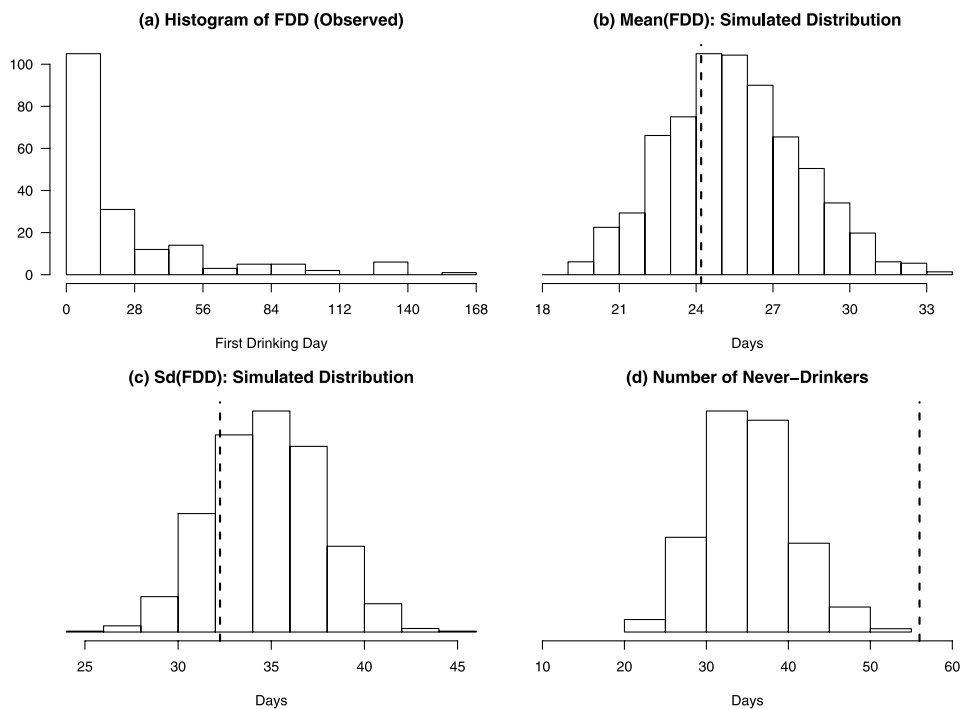 (a) Histogram of FDD (Observed)
100
80
60
40
20
0
0 28 56 84 112 140 168
First Drinking Day
(b) Mean(FDD): Simulated Distribution
18 21 24 27 30 33
Days
(c) Sd(FDD): Simulated Distribution
25 30 35 40 45
Days
(d) Number of Never−Drinkers
10 20 30 40 50 60
Days